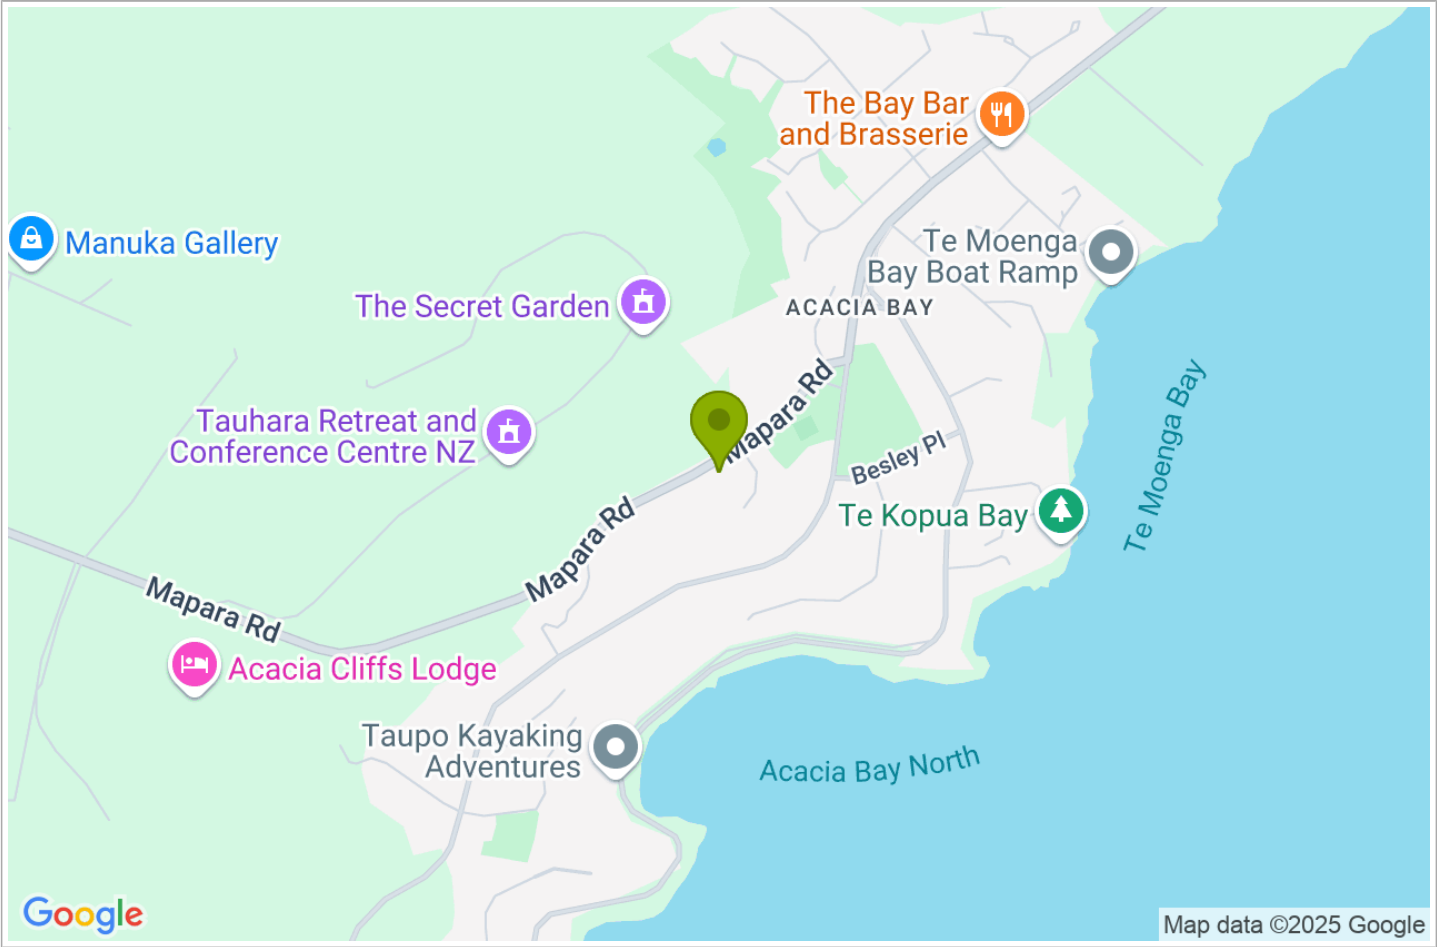 The Bay Bar
and Brasserie
Manuka Gallery
Te Moenga
Bay Boat Ramp
The Secret Garden
ACACIA BAY
Mapara Rd
Te Moenga Bay
Tauhara Retreat and
Conference Centre NZ
Besley Pl
Te Kopua Bay
Mapara Rd
Mapara Rd
Acacia Cliffs Lodge
Taupo Kayaking
Adventures
Acacia Bay North
Google
Map data ©2025 Google